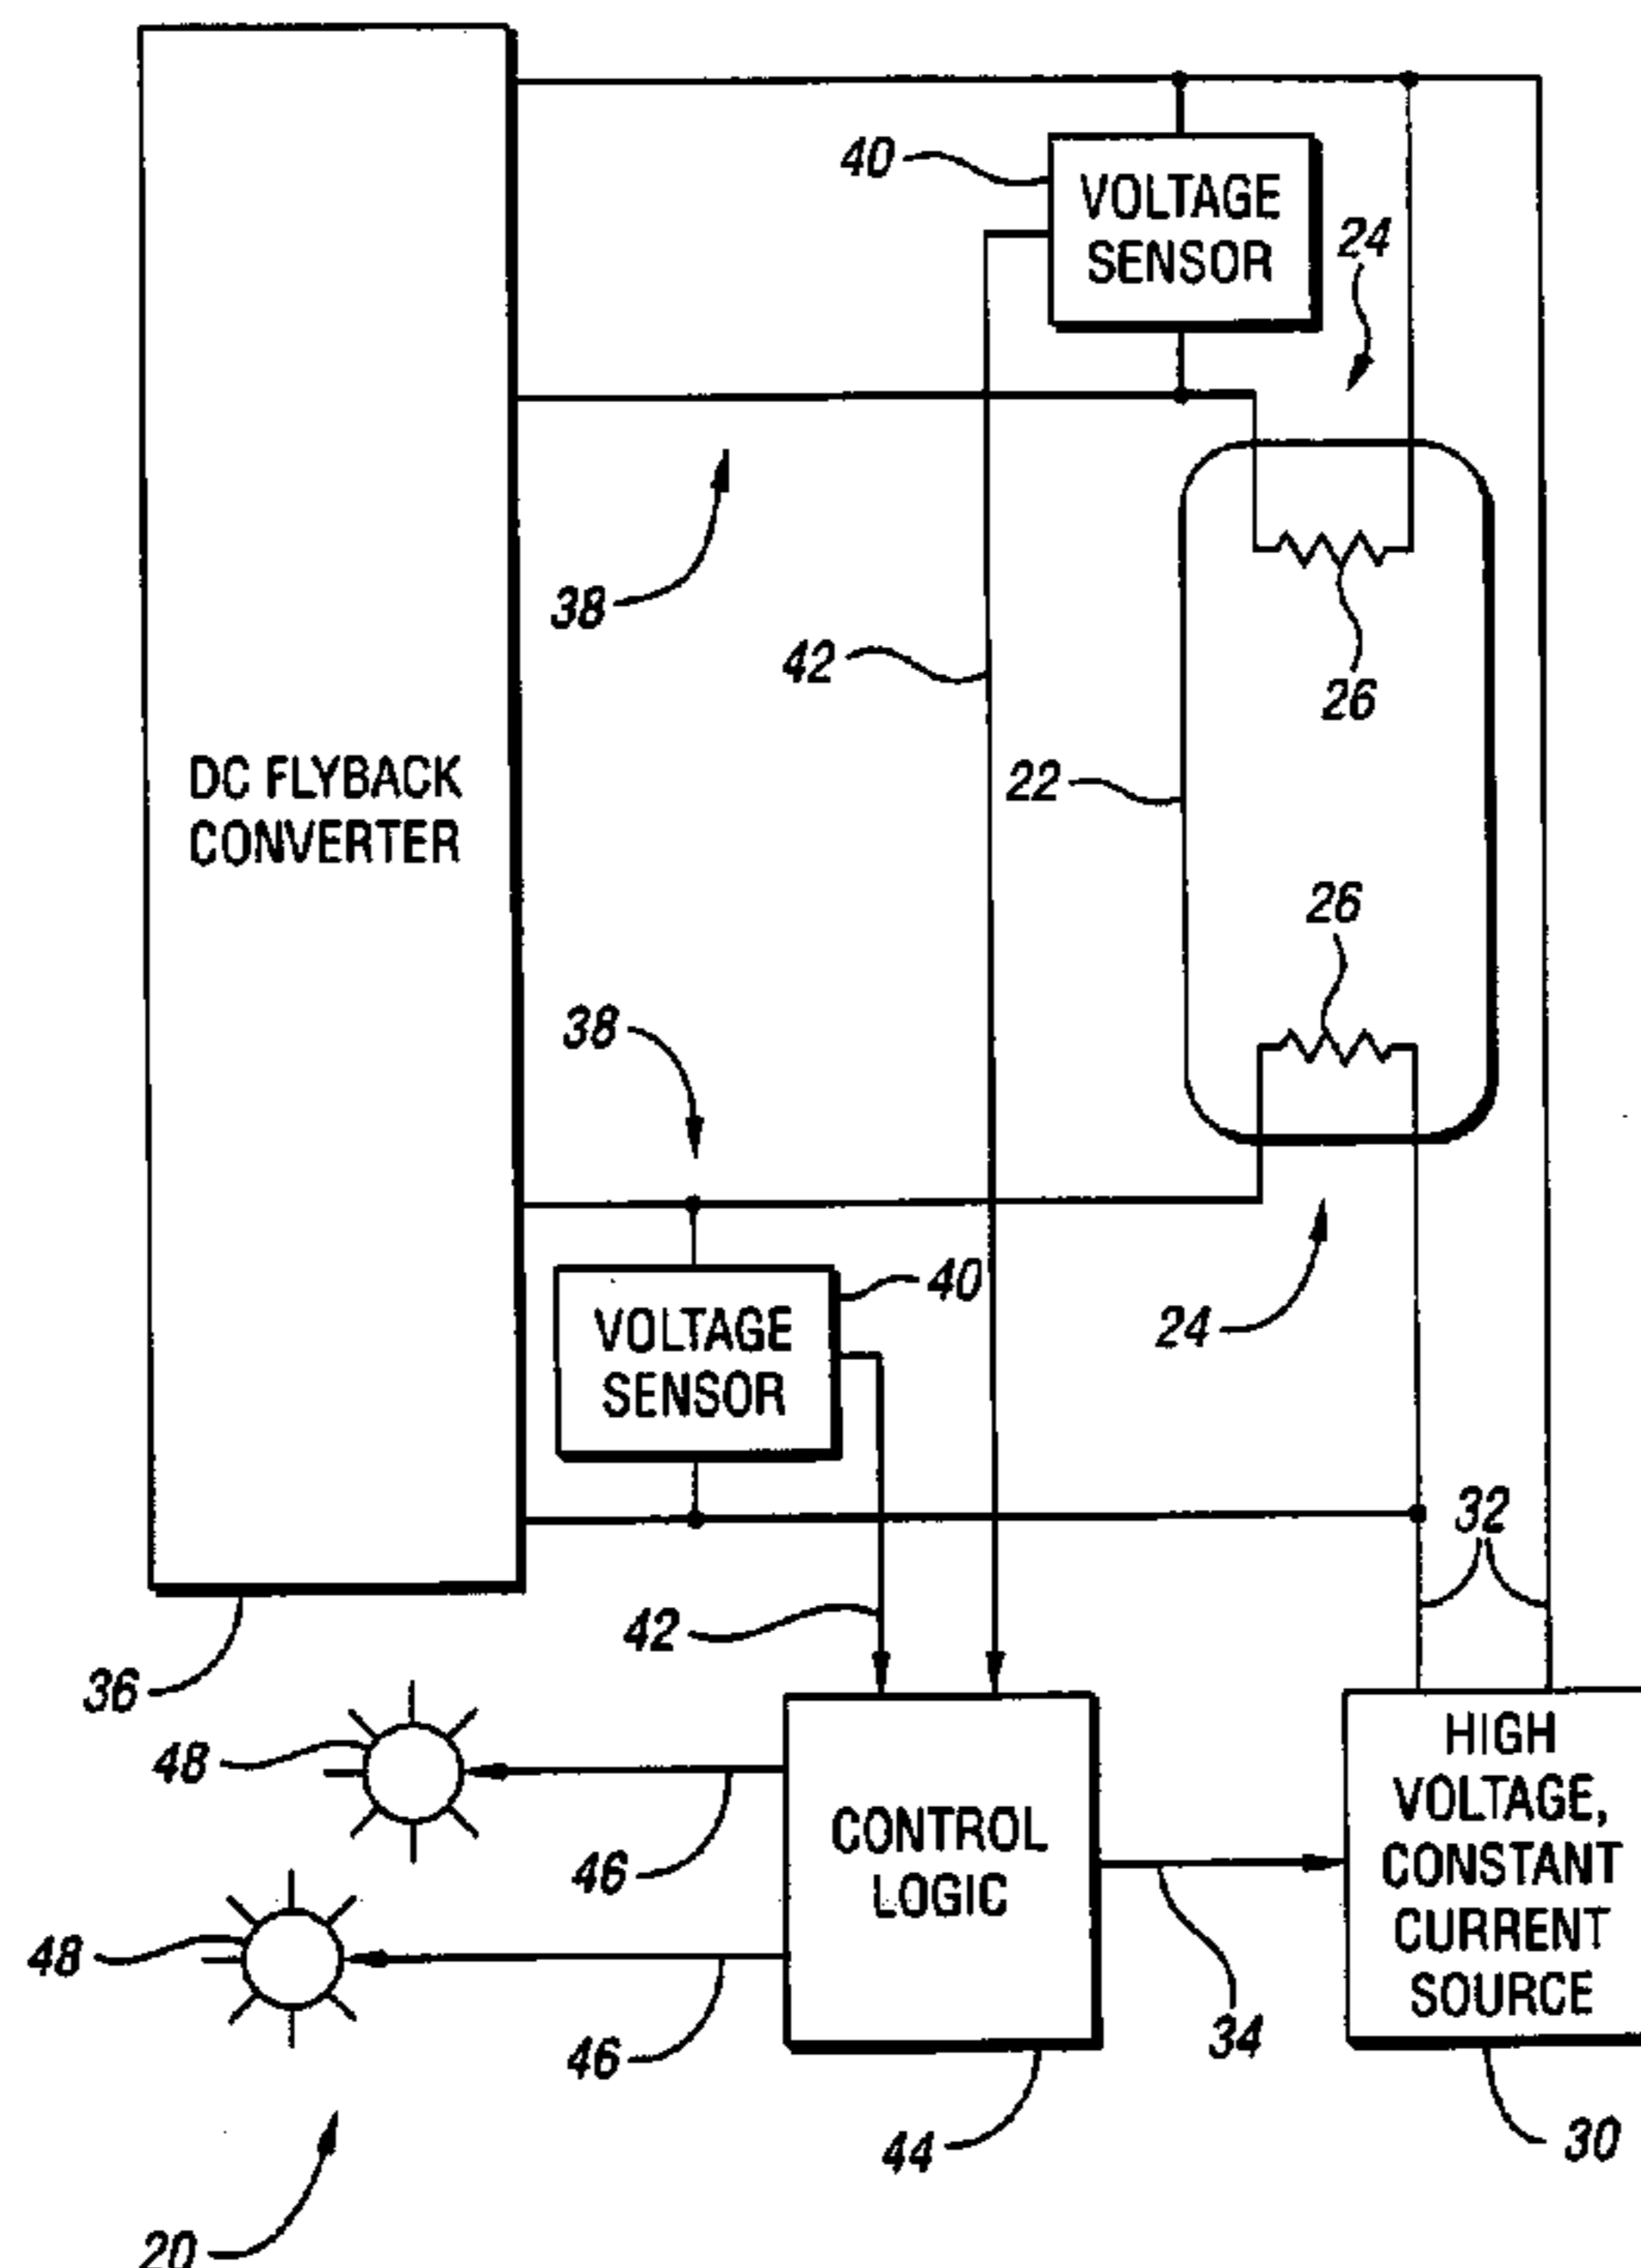 40
VOLTAGE
SENSOR
24
38
42
26
DC FLYBACK
CONVERTER
22
26
38
40
VOLTAGE
SENSOR
24
32
42
36
48
HIGH
VOLTAGE,
CONSTANT
CURRENT
SOURCE
CONTROL
LOGIC
46
48
46
34
44
30
20